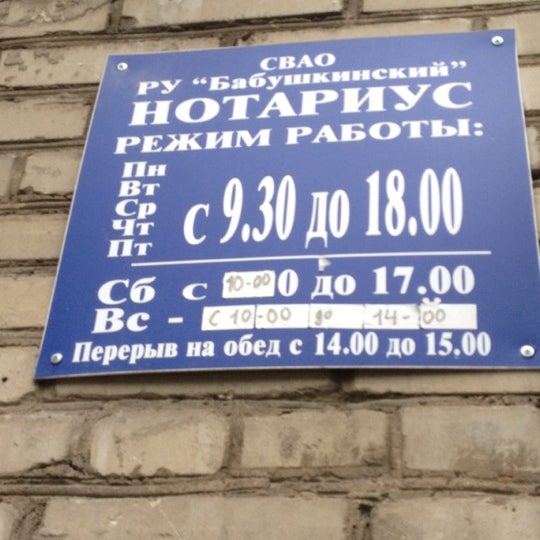 СВАО
РУ "Бабушкинский"
НОТАРИУС
РЕЖИМ РАБОТЫ:
Пн
Вт
Ср
Чт
Пт
с 9.30 до 18.00
Сб с 10-00 0 до 17.00
Вс - с 10-00 до 14-00
Перерыв на обед с 14.00 до 15.00